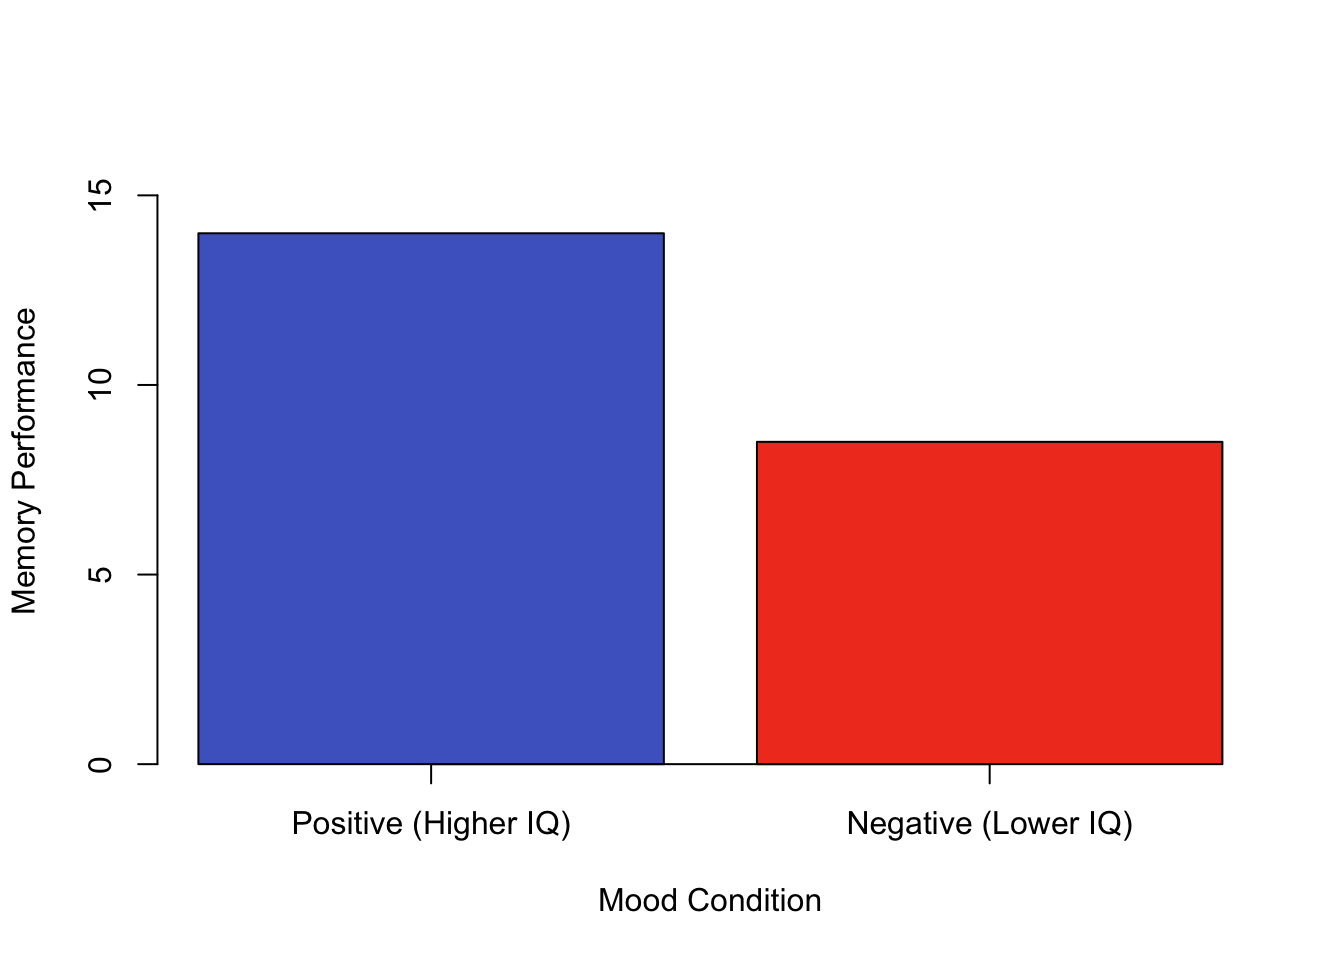 Memory Performance
15
10
5
0
Positive (Higher IQ)
Negative (Lower IQ)
Mood Condition